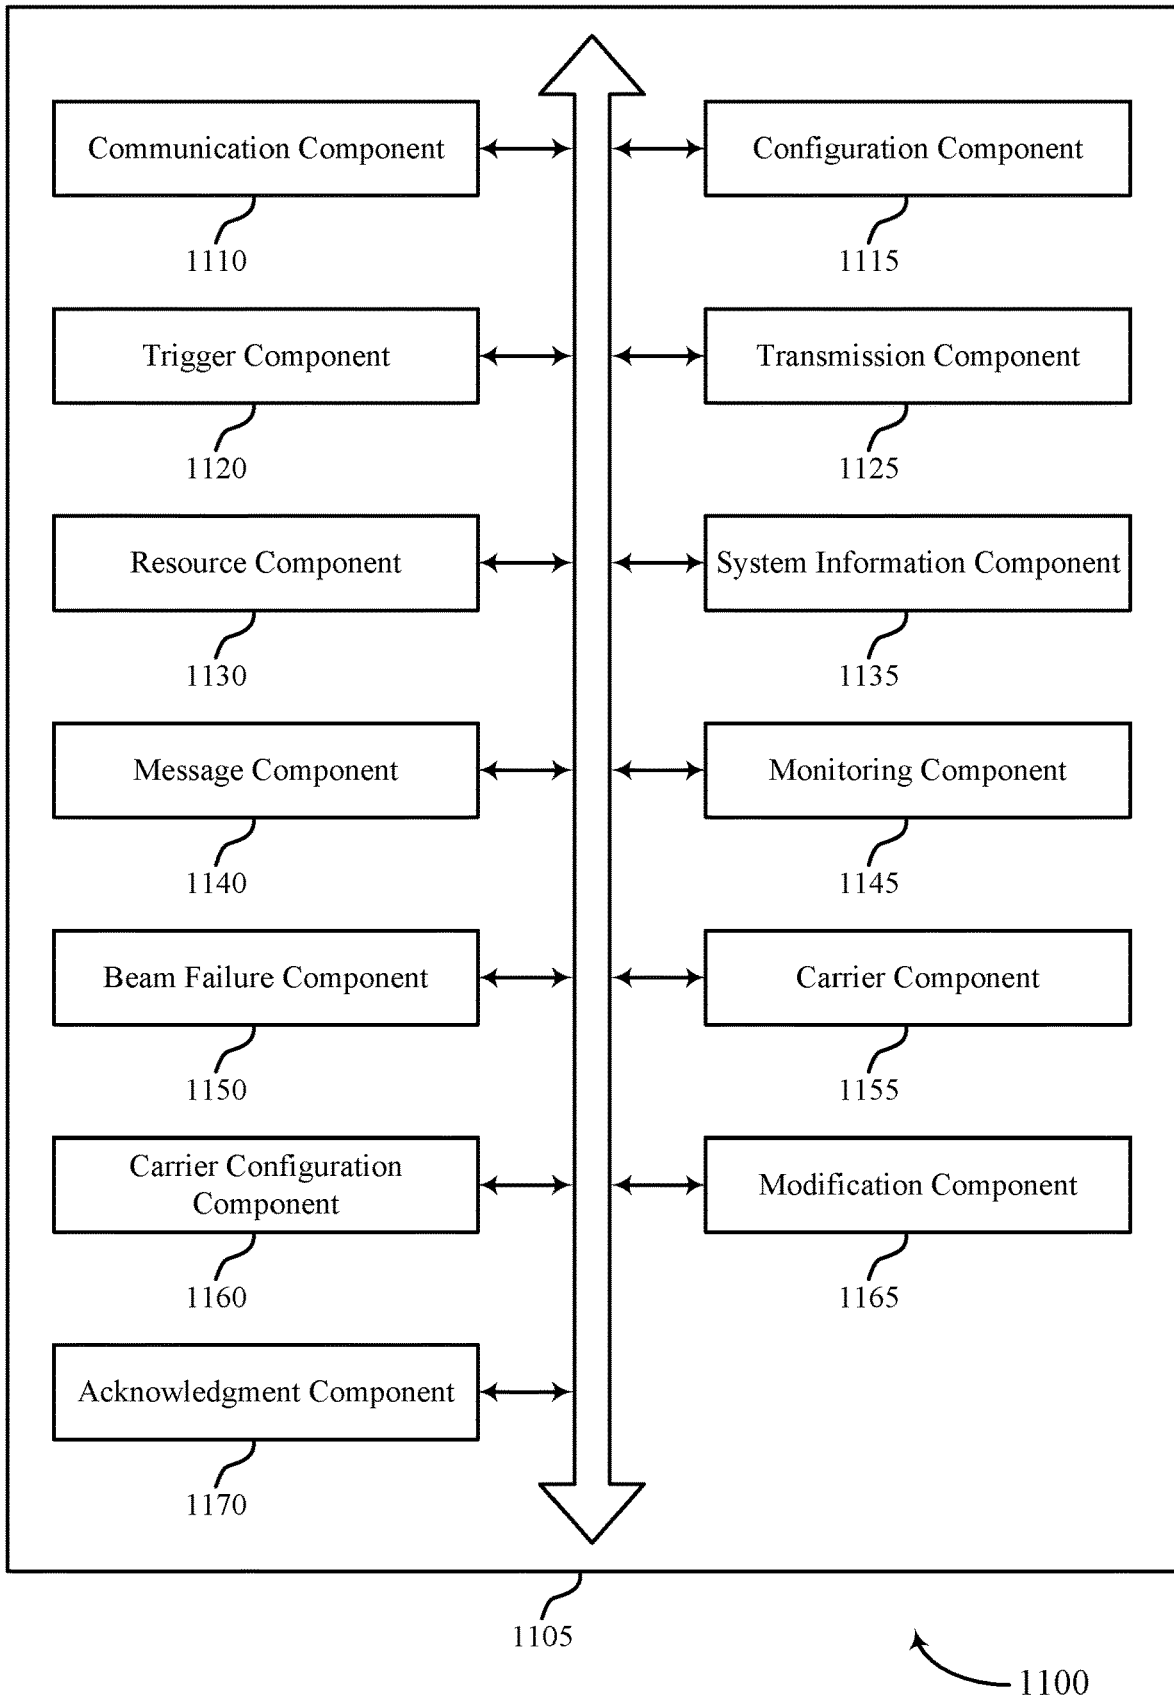 Communication Component
Configuration Component
1110
1115
Trigger Component
Transmission Component
1120
1125
Resource Component
System Information Component
1130
1135
Message Component
Monitoring Component
1140
1145
Beam Failure Component
Carrier Component
1150
1155
Carrier Configuration
Component
Modification Component
1160
1165
Acknowledgment Component
1170
1105
1100